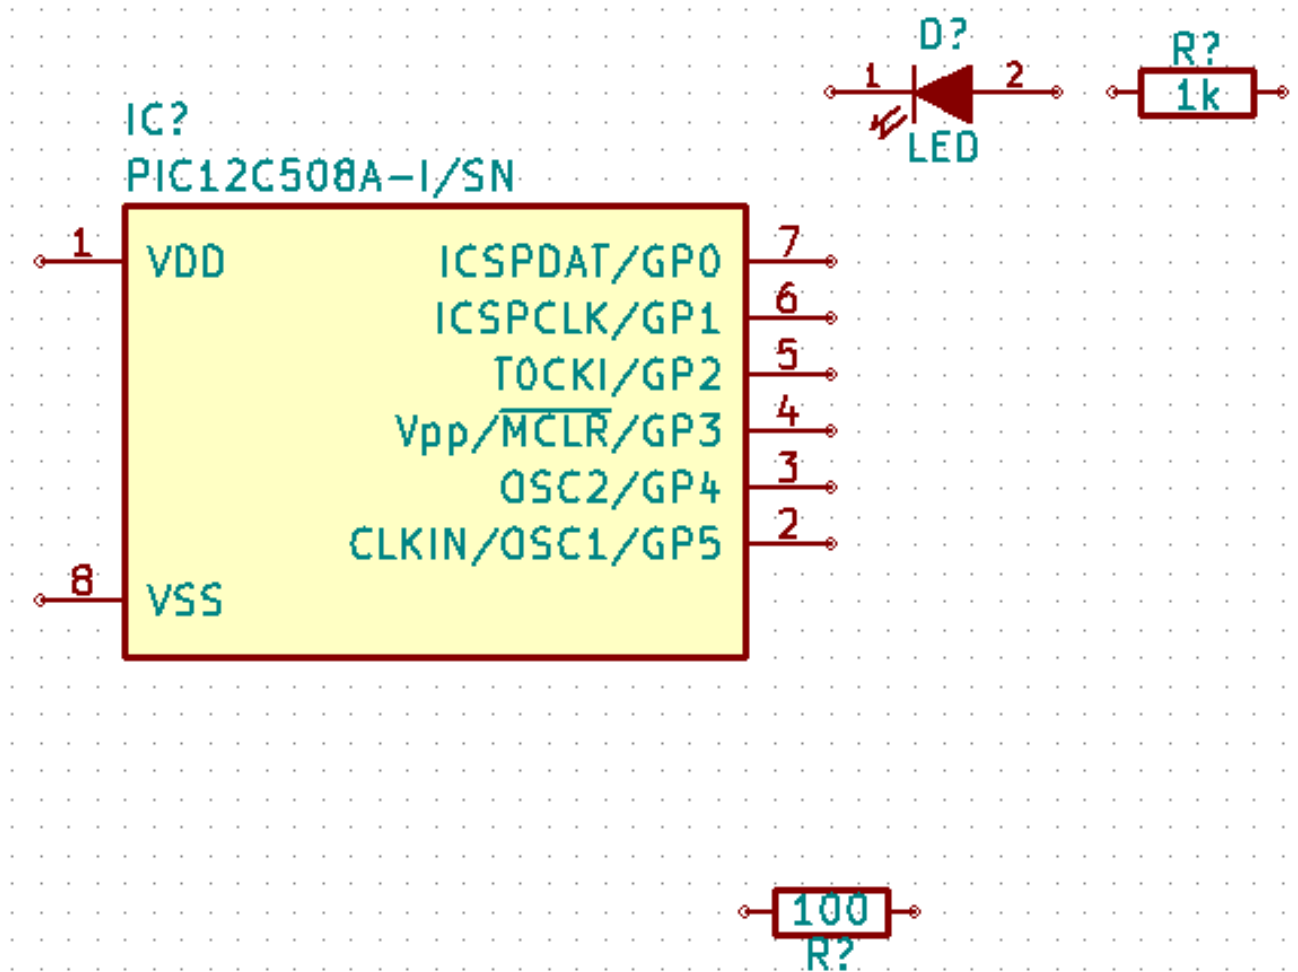 D?
1 2
LED
R?
1k
IC?
PIC12C508A-I/SN
1 VDD
8 VSS
ICSPDAT/GP0 7
ICSPCLK/GP1 6
T0CKI/GP2 5
Vpp/MCLR/GP3 4
OSC2/GP4 3
CLKIN/OSC1/GP5 2
100
R?